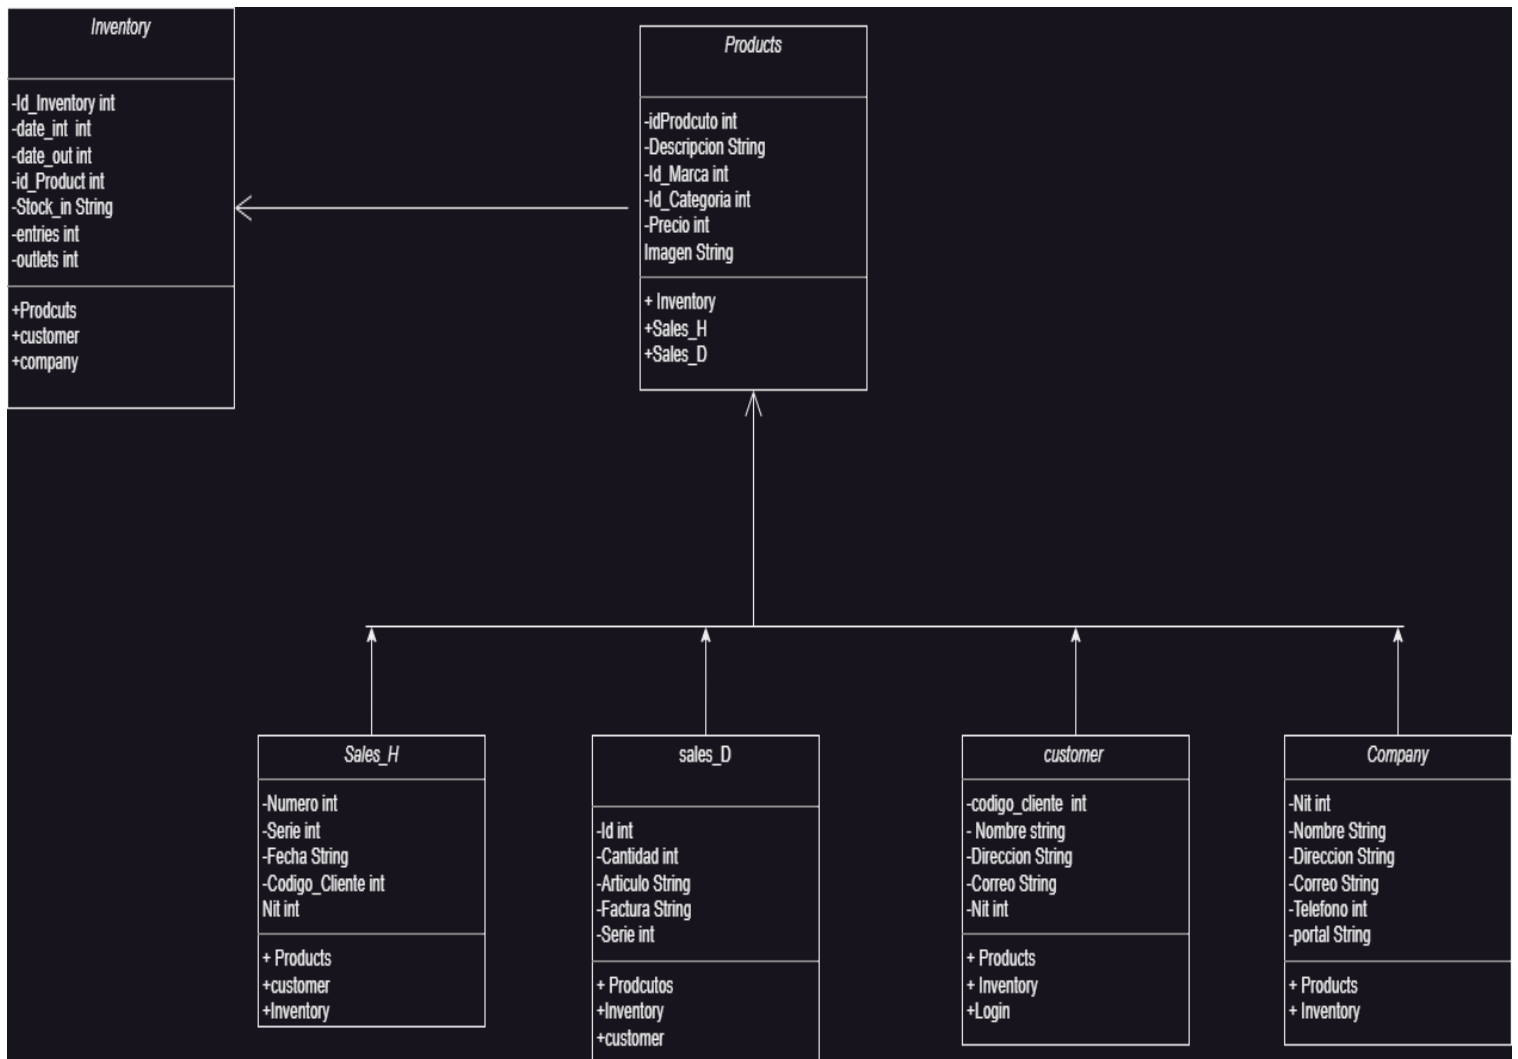 Inventory
-Id_Inventory int
-date_int  int
-date_out int
-id_Product int
-Stock_in String
-entries int
-outlets int
+Prodcuts
+customer
+company
Products
-idProdcuto int
-Descripcion String
-Id_Marca int
-Id_Categoria int
-Precio int
Imagen String
+ Inventory
+Sales_H
+Sales_D
Sales_H
-Numero int
-Serie int
-Fecha String
-Codigo_Cliente int
Nit int
+ Products
+customer
+Inventory
sales_D
-Id int
-Cantidad int
-Articulo String
-Factura String
-Serie int
+ Prodcutos
+Inventory
+customer
customer
-codigo_cliente  int
- Nombre string
-Direccion String
-Correo String
-Nit int
+ Products
+ Inventory
+Login
Company
-Nit int
-Nombre String
-Direccion String
-Correo String
-Telefono int
-portal String
+ Products
+ Inventory